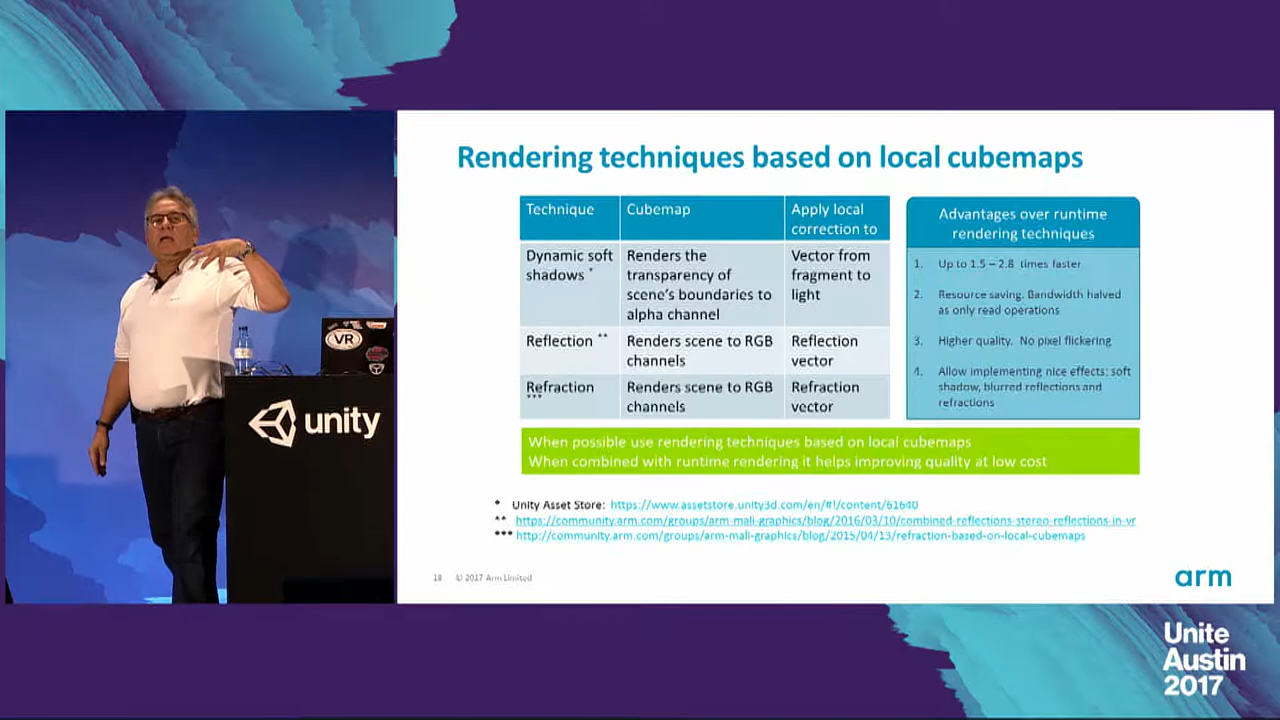 Rendering techniques based on local cubemaps
Technique
Cubemap
Apply local
correction to
Dynamic soft
shadows *
Renders the
transparency of
scene's boundaries to
alpha channel
Vector from
fragment to
light
Reflection **
Renders scene to RGB
channels
Reflection
vector
Refraction
***
Renders scene to RGB
channels
Refraction
vector
Advantages over runtime
rendering techniques
1. Up to 1.5 – 2.8 times faster
2. Resource saving. Bandwidth halved
as only read operations
3. Higher quality. No pixel flickering
4. Allow implementing nice effects: soft
shadow, blurred reflections and
refractions
When possible use rendering techniques based on local cubemaps
When combined with runtime rendering it helps improving quality at low cost
* Unity Asset Store: https://www.assetstore.unity3d.com/en/#!/content/61640
** https://community.arm.com/groups/arm-mali-graphics/blog/2016/03/10/combined-reflections-stereo-reflections-in-vr
*** http://community.arm.com/groups/arm-mali-graphics/blog/2015/04/13/refraction-based-on-local-cubemaps
18 © 2017 Arm Limited
arm
VR
unity
Unite
Austin
2017